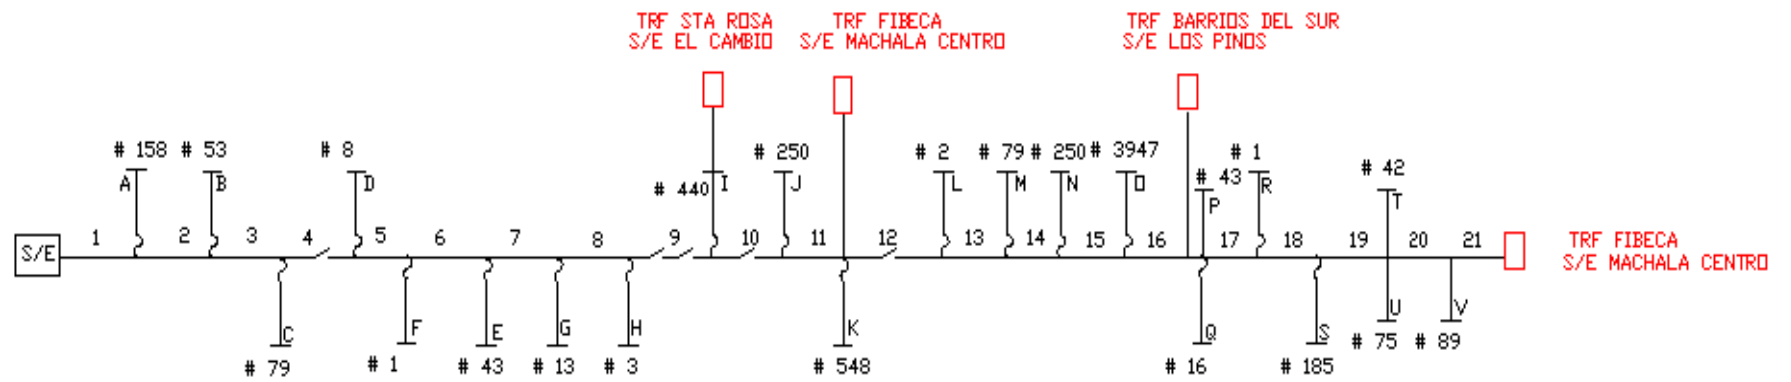 TRF STA ROSA
S/E EL CAMBIO
TRF FIBECA
S/E MACHALA CENTRO
TRF BARRIOS DEL SUR
S/E LOS PINOS
# 158
# 53
# 8
# 440
# 250
# 2
# 79
# 250
# 3947
# 43
# 1
# 42
A
B
D
I
J
L
M
N
O
P
R
T
S/E
1
2
3
4
5
6
7
8
9
10
11
12
13
14
15
16
17
18
19
20
21
TRF FIBECA
S/E MACHALA CENTRO
C
F
E
G
H
K
Q
S
U
V
# 79
# 1
# 43
# 13
# 3
# 548
# 16
# 185
# 75
# 89